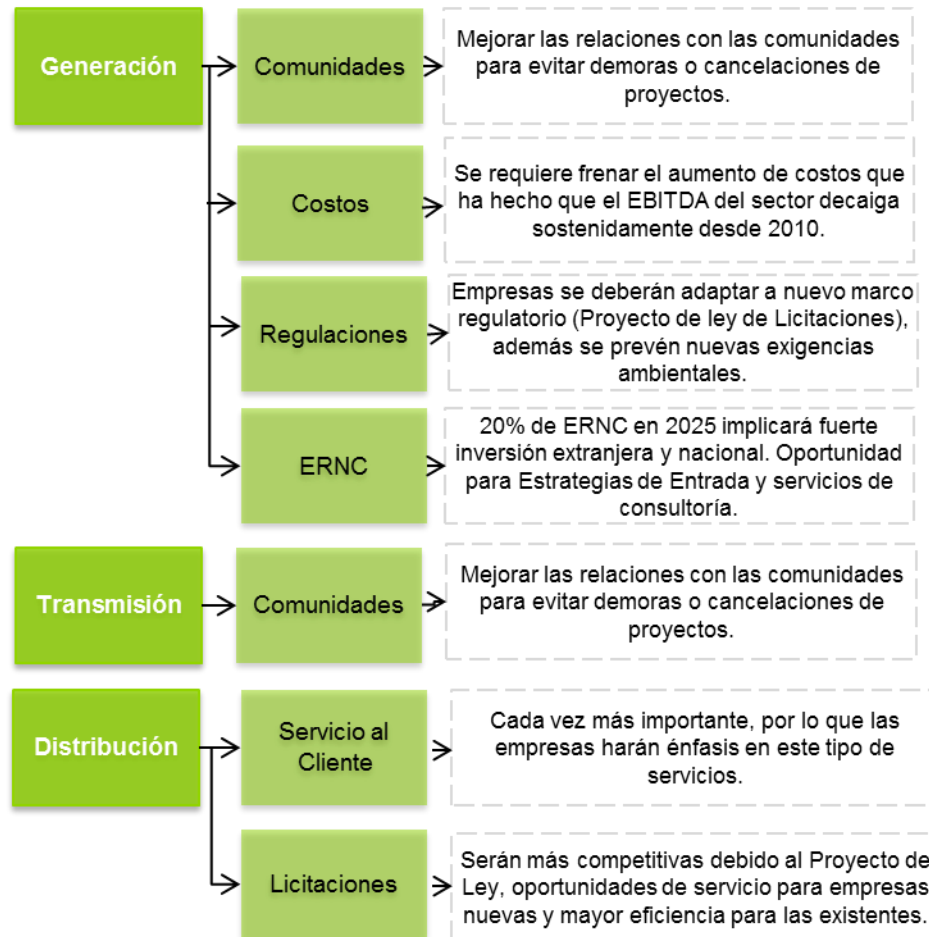 Generación
Comunidades
Mejorar las relaciones con las comunidades
para evitar demoras o cancelaciones de
proyectos.
Costos
Se requiere frenar el aumento de costos que
ha hecho que el EBITDA del sector decaiga
sostenidamente desde 2010.
Regulaciones
Empresas se deberán adaptar a nuevo marco
regulatorio (Proyecto de ley de Licitaciones),
además se prevén nuevas exigencias
ambientales.
ERNC
20% de ERNC en 2025 implicará fuerte
inversión extranjera y nacional. Oportunidad
para Estrategias de Entrada y servicios de
consultoría.
Transmisión
Comunidades
Mejorar las relaciones con las comunidades
para evitar demoras o cancelaciones de
proyectos.
Distribución
Servicio al
Cliente
Cada vez más importante, por lo que las
empresas harán énfasis en este tipo de
servicios.
Licitaciones
Serán más competitivas debido al Proyecto de
Ley, oportunidades de servicio para empresas
nuevas y mayor eficiencia para las existentes.